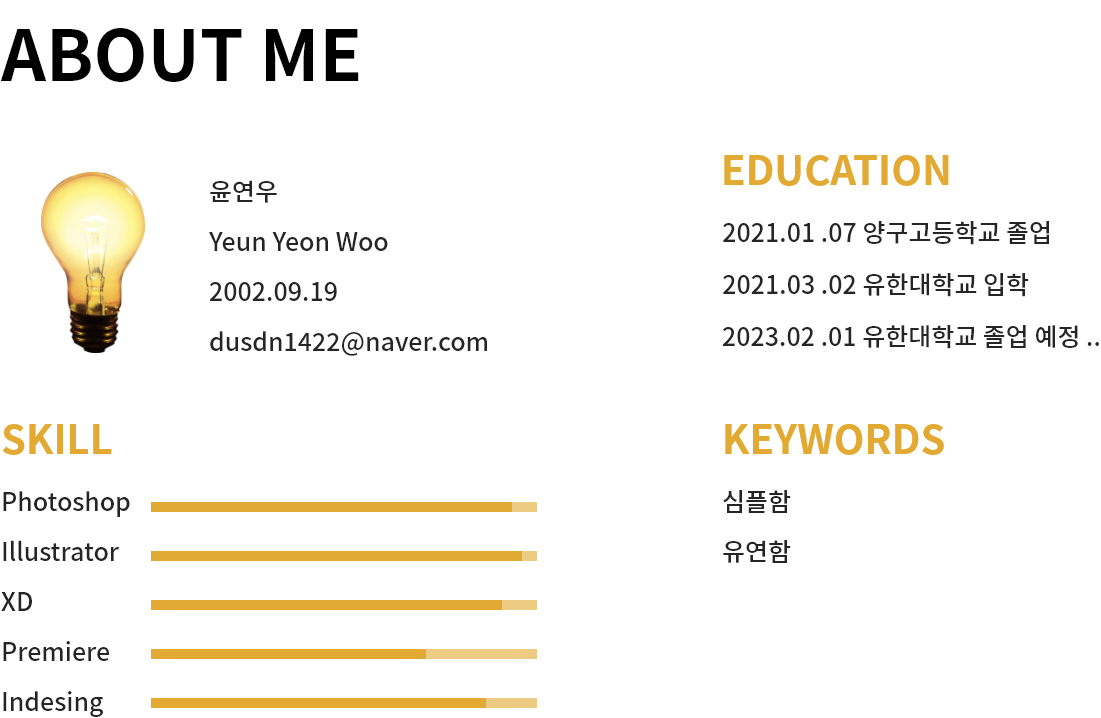 ABOUT ME
윤연우
Yeun Yeon Woo
2002.09.19
dusdn1422@naver.com
EDUCATION
2021.01 .07 양구고등학교 졸업
2021.03 .02 유한대학교 입학
2023.02 .01 유한대학교 졸업 예정 ..
SKILL
Photoshop
Illustrator
XD
Premiere
Indesing
KEYWORDS
심플함
유연함